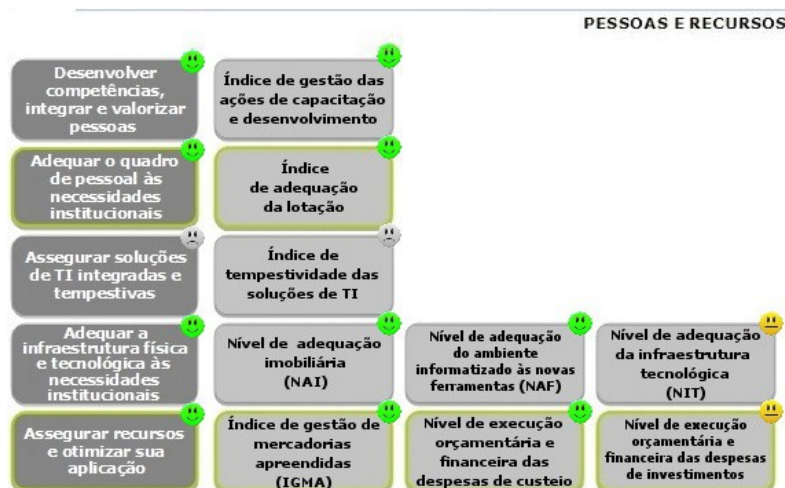 PESSOAS E RECURSOS
Desenvolver
competências,
integrar e valorizar
pessoas
Índice de gestão das
ações de capacitação
e desenvolvimento
Adequar o quadro
de pessoal às
necessidades
institucionais
Índice
de adequação
da lotação
Assegurar soluções
de TI integradas e
tempestivas
Índice de
tempestividade das
soluções de TI
Adequar a
infraestrutura física
e tecnológica às
necessidades
institucionais
Nível de adequação
imobiliária
(NAI)
Nível de adequação
do ambiente
informatizado às novas
ferramentas (NAF)
Nível de adequação
da infraestrutura
tecnológica
(NIT)
Assegurar recursos
e otimizar sua
aplicação
Índice de gestão de
mercadorias
apreendidas
(IGMA)
Nível de execução
orçamentária e
financeira das
despesas de custeio
Nível de execução
orçamentária e
financeira das despesas
de investimentos